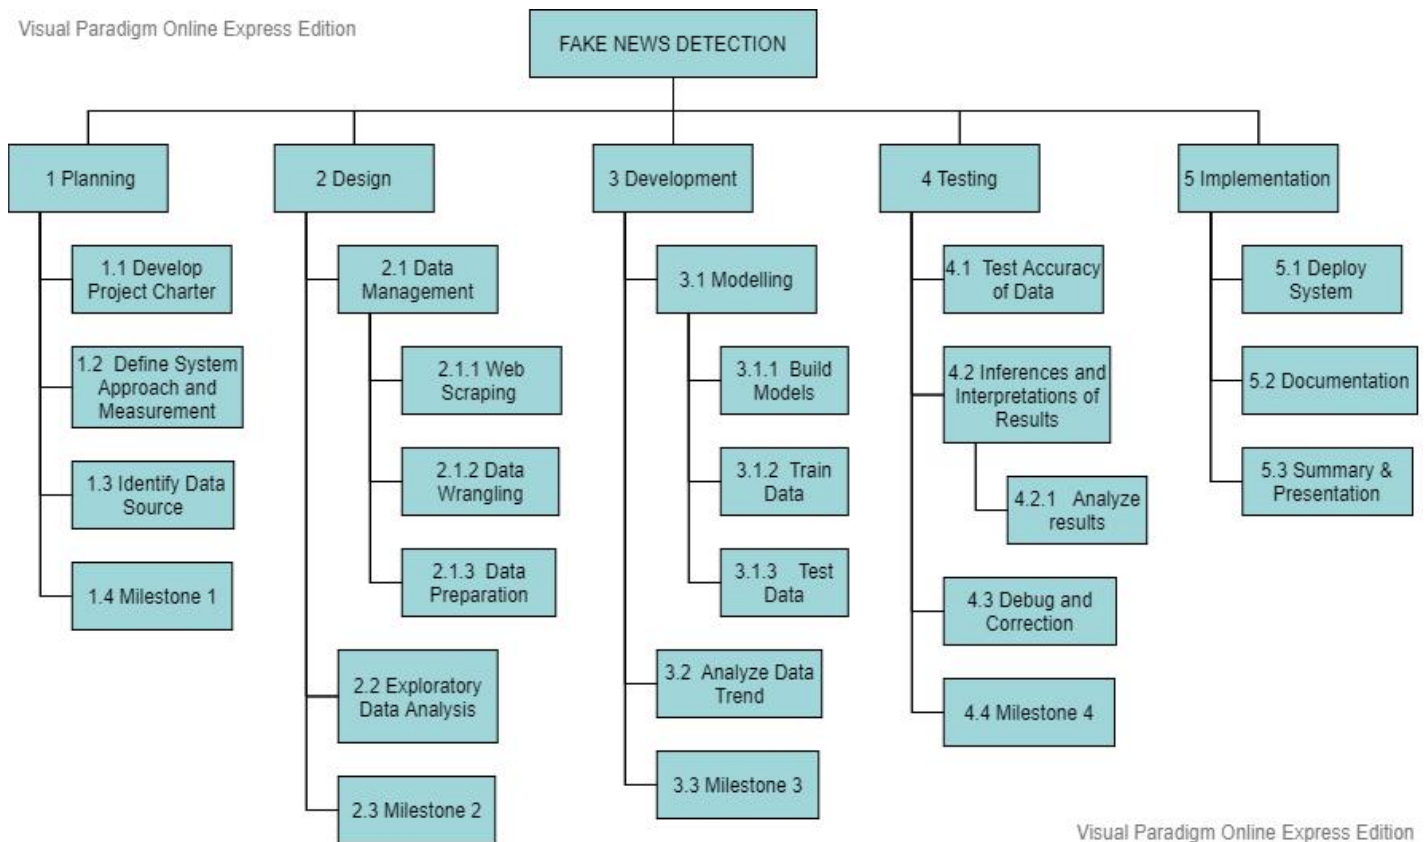 Visual Paradigm Online Express Edition
FAKE NEWS DETECTION
1 Planning
1.1 Develop
Project Charter
1.2 Define System
Approach and
Measurement
1.3 Identify Data
Source
1.4 Milestone 1
2 Design
2.1 Data
Management
2.1.1 Web
Scraping
2.1.2 Data
Wrangling
2.1.3 Data
Preparation
2.2 Exploratory
Data Analysis
2.3 Milestone 2
3 Development
3.1 Modelling
3.1.1 Build
Models
3.1.2 Train
Data
3.1.3 Test
Data
3.2 Analyze Data
Trend
3.3 Milestone 3
4 Testing
4.1 Test Accuracy
of Data
4.2 Inferences and
Interpretations of
Results
4.2.1 Analyze
results
4.3 Debug and
Correction
4.4 Milestone 4
5 Implementation
5.1 Deploy
System
5.2 Documentation
5.3 Summary &
Presentation
Visual Paradigm Online Express Edition